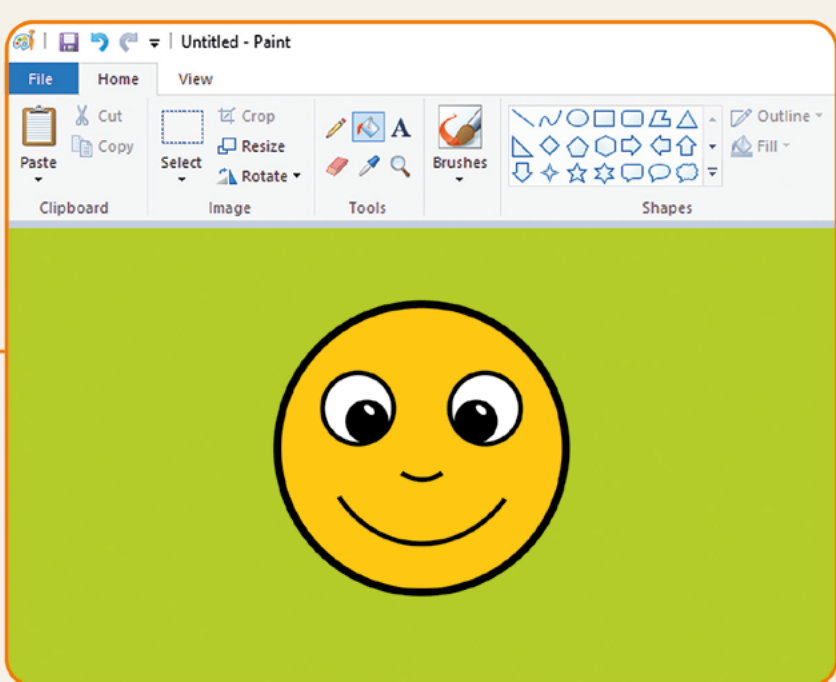 Untitled - Paint
File Home View
Cut Crop Outline
Copy Resize A Fill
Paste Select Rotate Brushes
Clipboard Image Tools Shapes